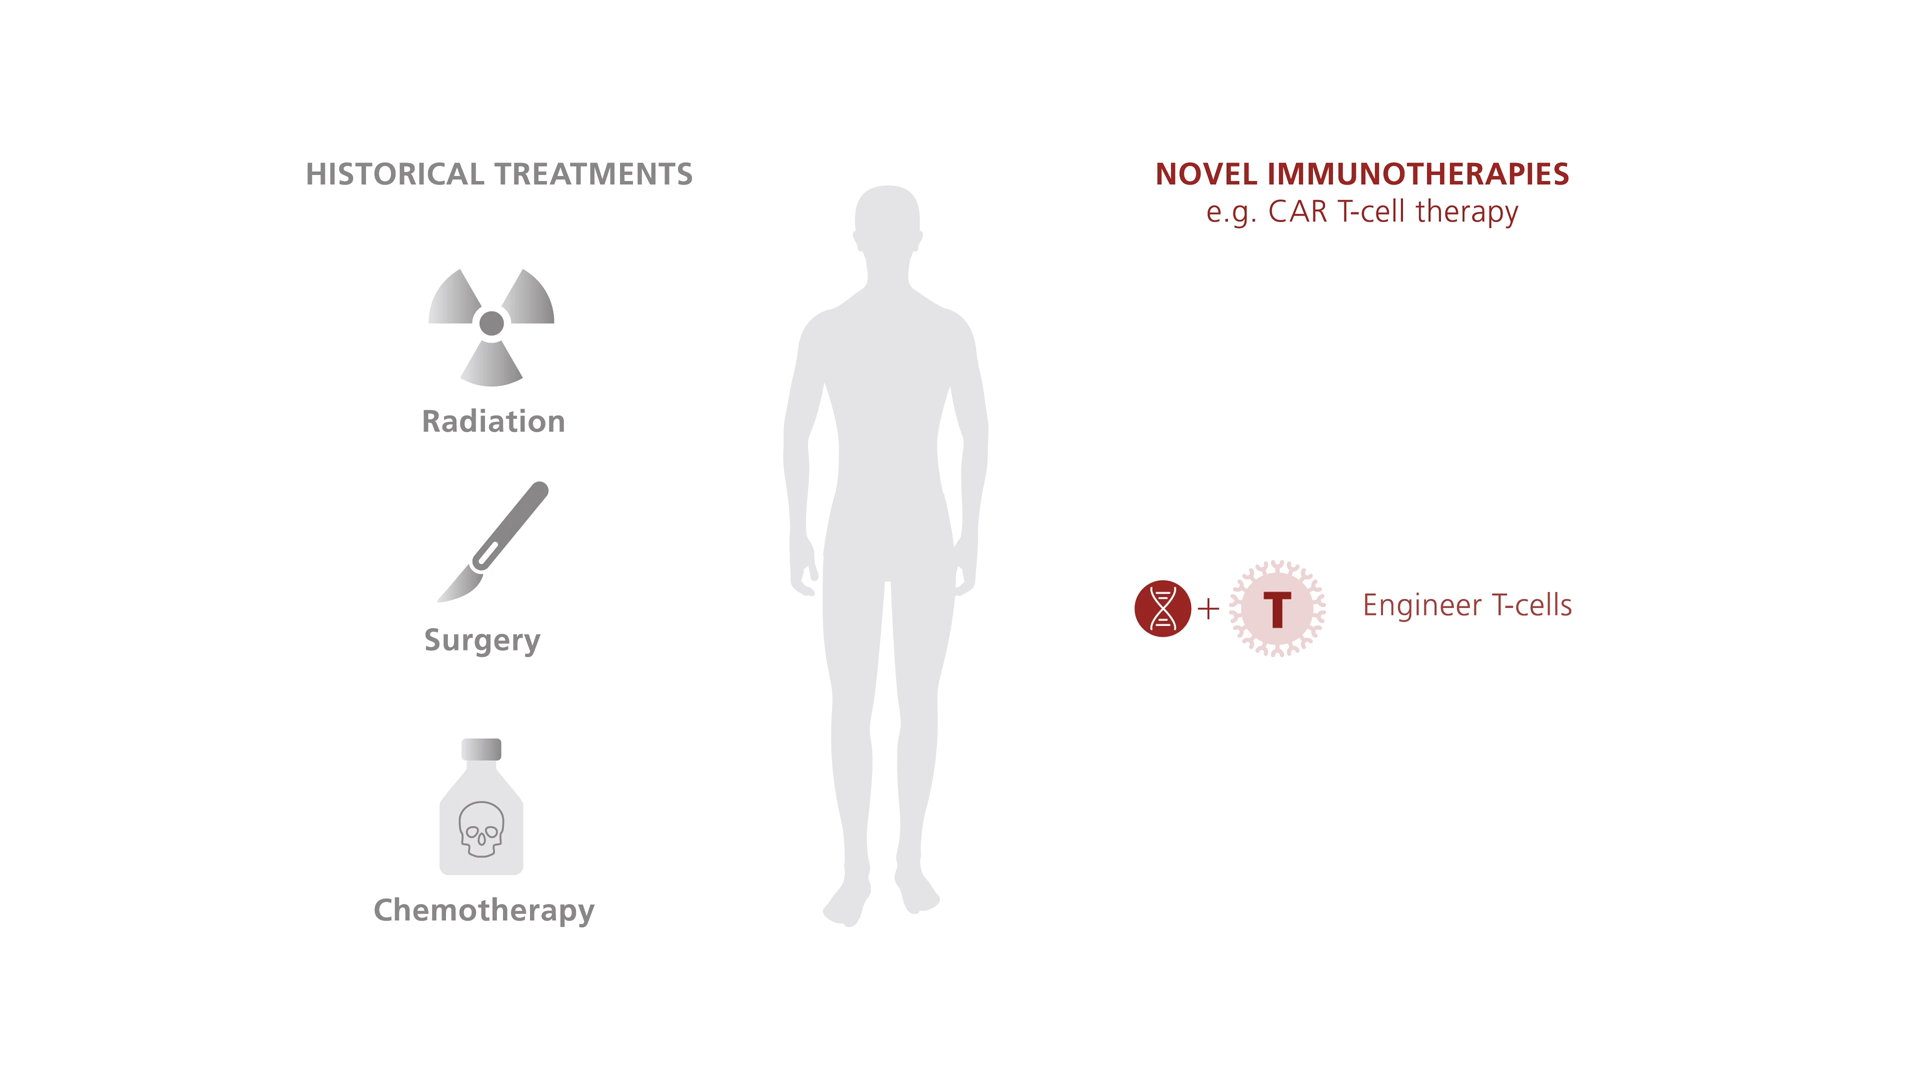 HISTORICAL TREATMENTS
Radiation
Surgery
Chemotherapy
NOVEL IMMUNOTHERAPIES
e.g. CAR T-cell therapy
+
T
Engineer T-cells